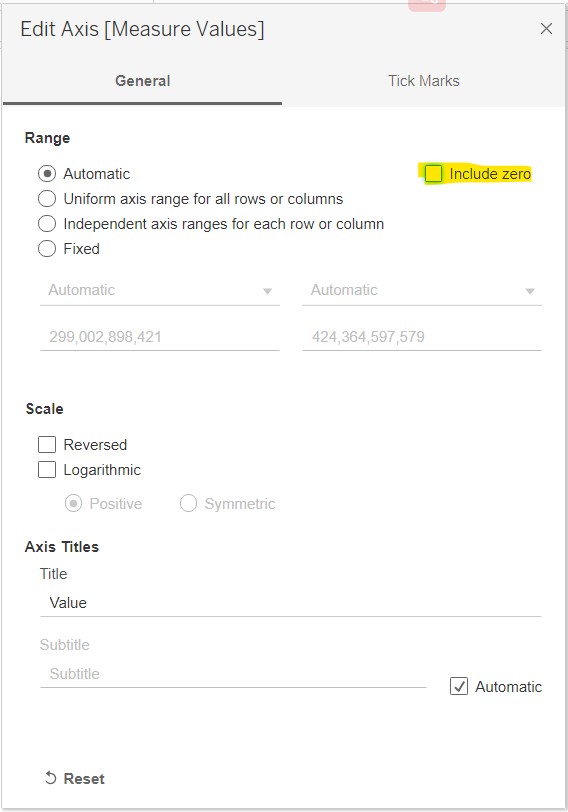 Edit Axis [Measure Values]
General Tick Marks
Range
Automatic Include zero
Uniform axis range for all rows or columns
Independent axis ranges for each row or column
Fixed
Automatic Automatic
299,002,898,421 424,364,597,579
Scale
Reversed
Logarithmic
Positive Symmetric
Axis Titles
Title
Value
Subtitle
Subtitle
Automatic
Reset